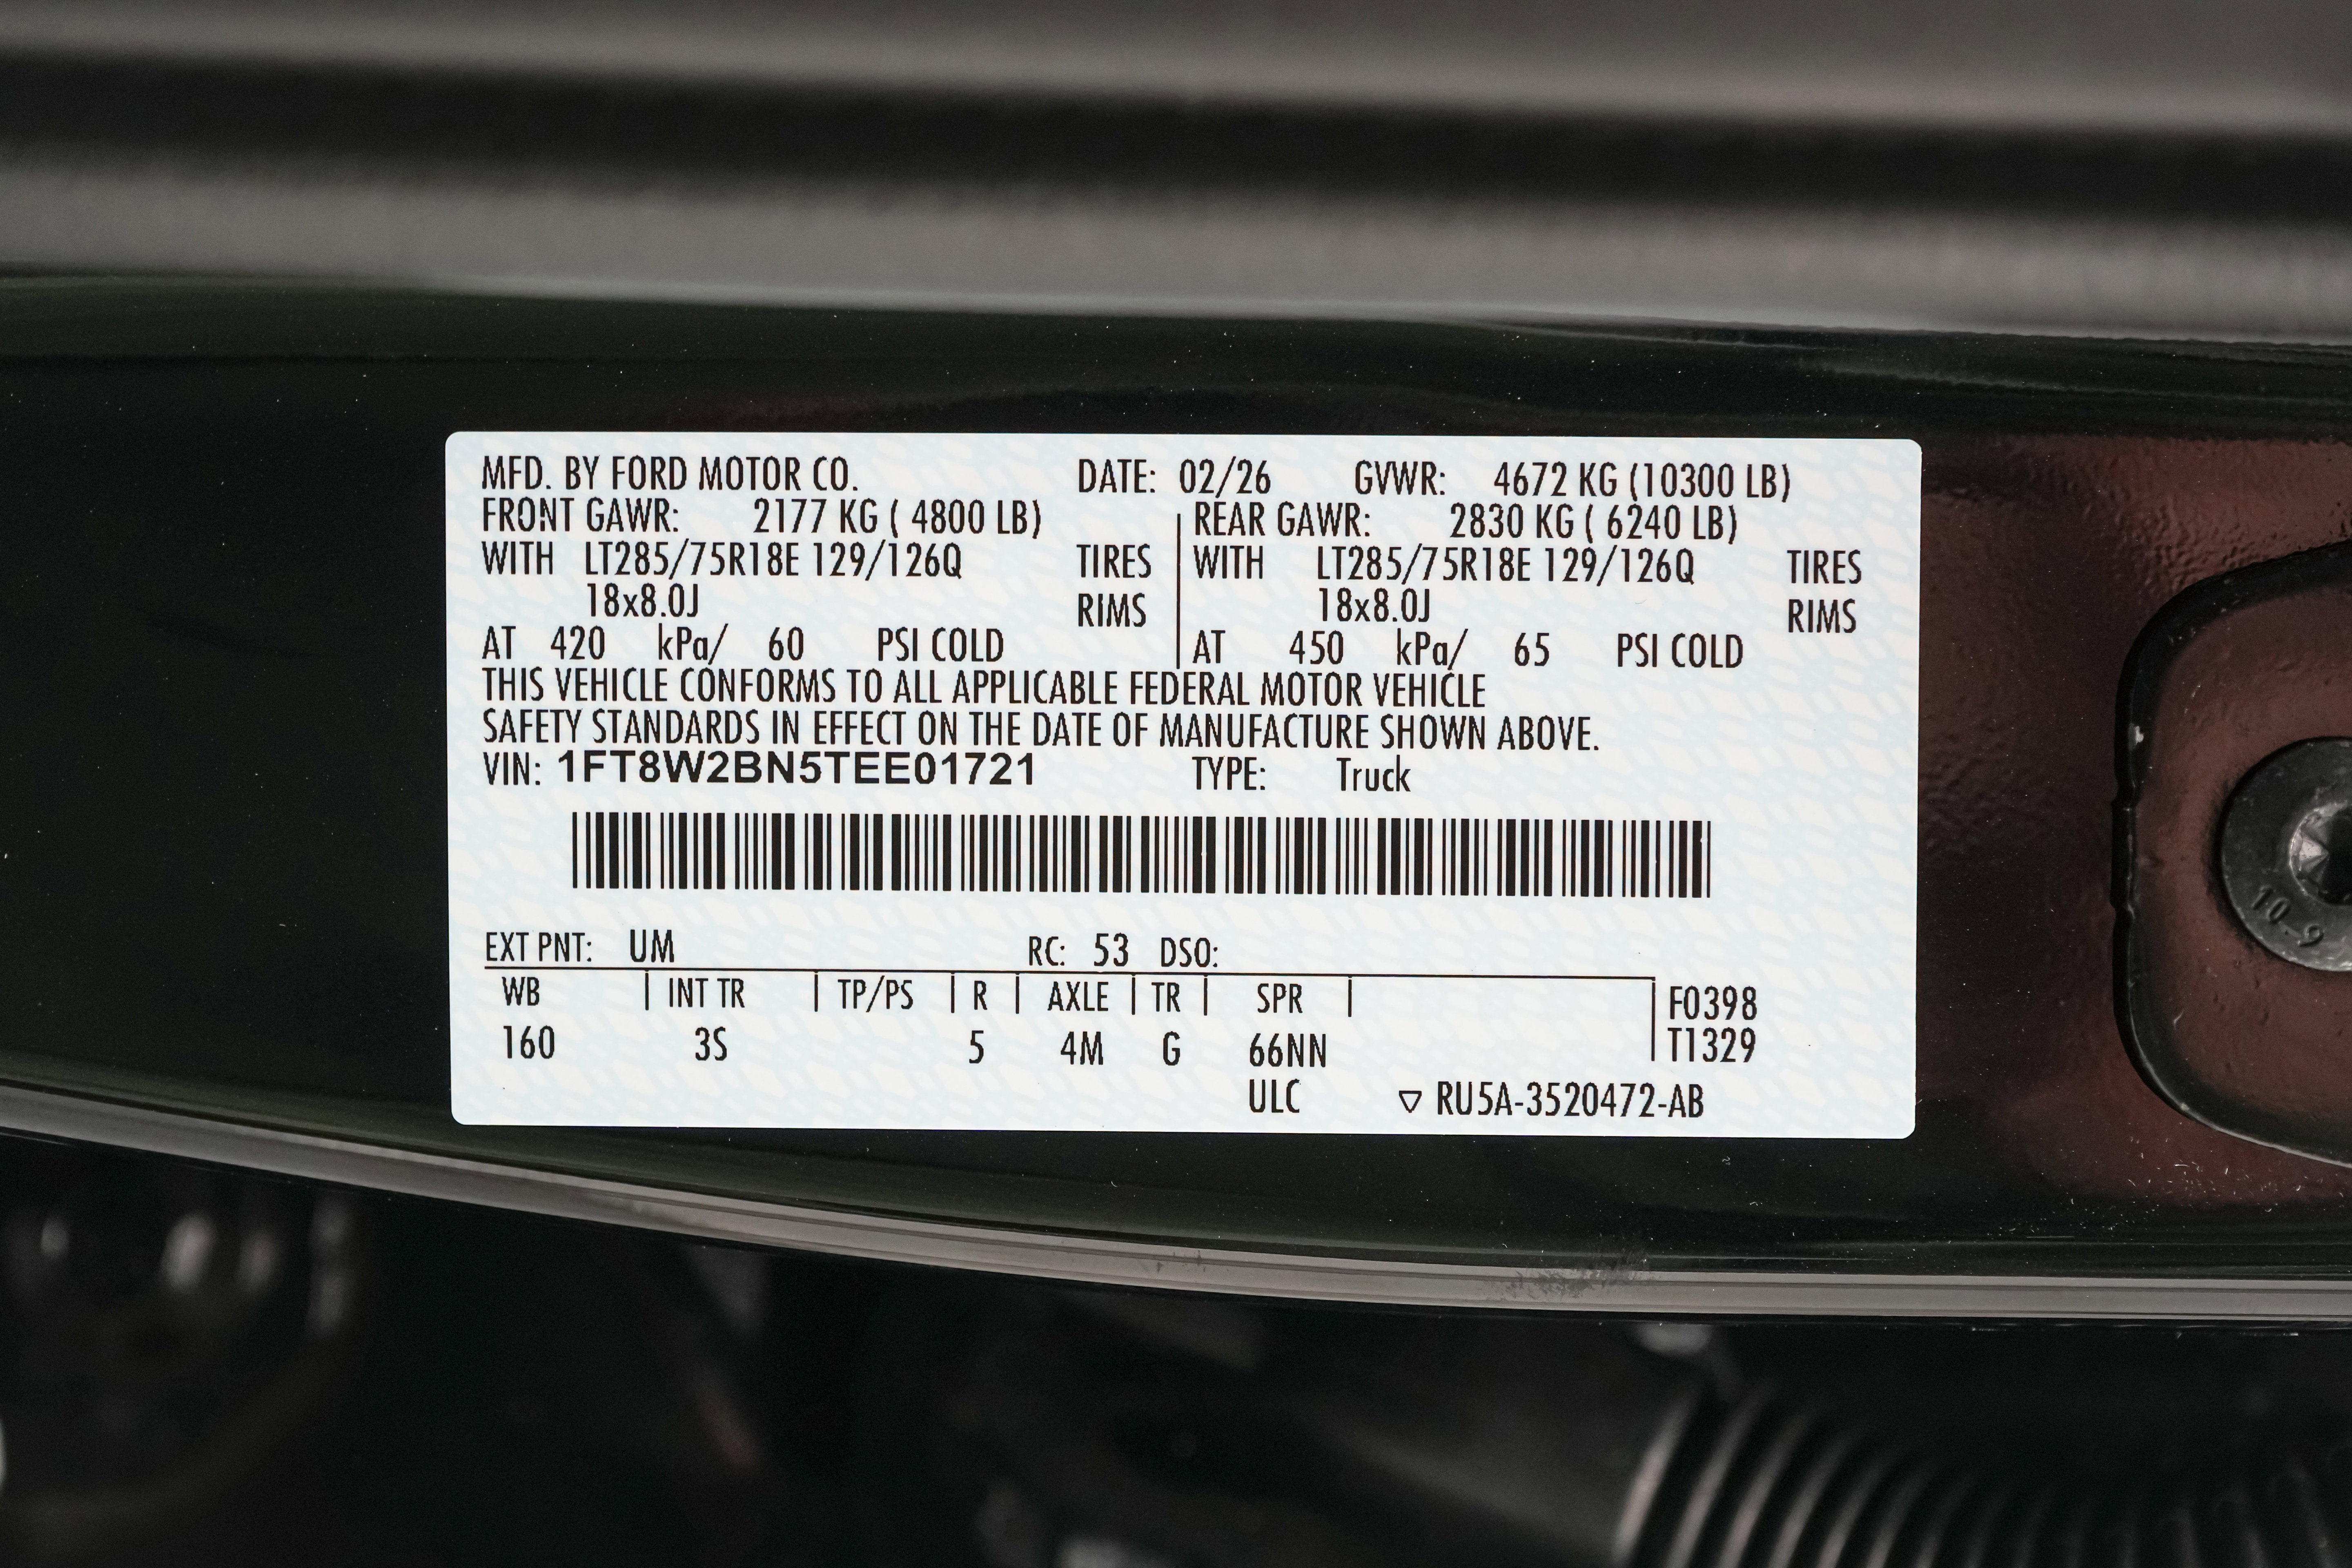 MFD. BY FORD MOTOR CO. DATE: 02/26 GVWR: 4672 KG (10300 LB)
FRONT GAWR: 2177 KG ( 4800 LB) REAR GAWR: 2830 KG ( 6240 LB)
WITH LT285/75R18E 129/126Q TIRES WITH LT285/75R18E 129/126Q TIRES
18x8.0J RIMS 18x8.0J RIMS
AT 420 kPa/ 60 PSI COLD AT 450 kPa/ 65 PSI COLD
THIS VEHICLE CONFORMS TO ALL APPLICABLE FEDERAL MOTOR VEHICLE
SAFETY STANDARDS IN EFFECT ON THE DATE OF MANUFACTURE SHOWN ABOVE.
VIN: 1FT8W2BN5TEE01721 TYPE: Truck
EXT PNT: UM RC: 53 DSO:
WB | INT TR | TP/PS | R | AXLE | TR | SPR | F0398
160 3S 5 4M G 66NN T1329
ULC ▽ RU5A-3520472-AB
10.9